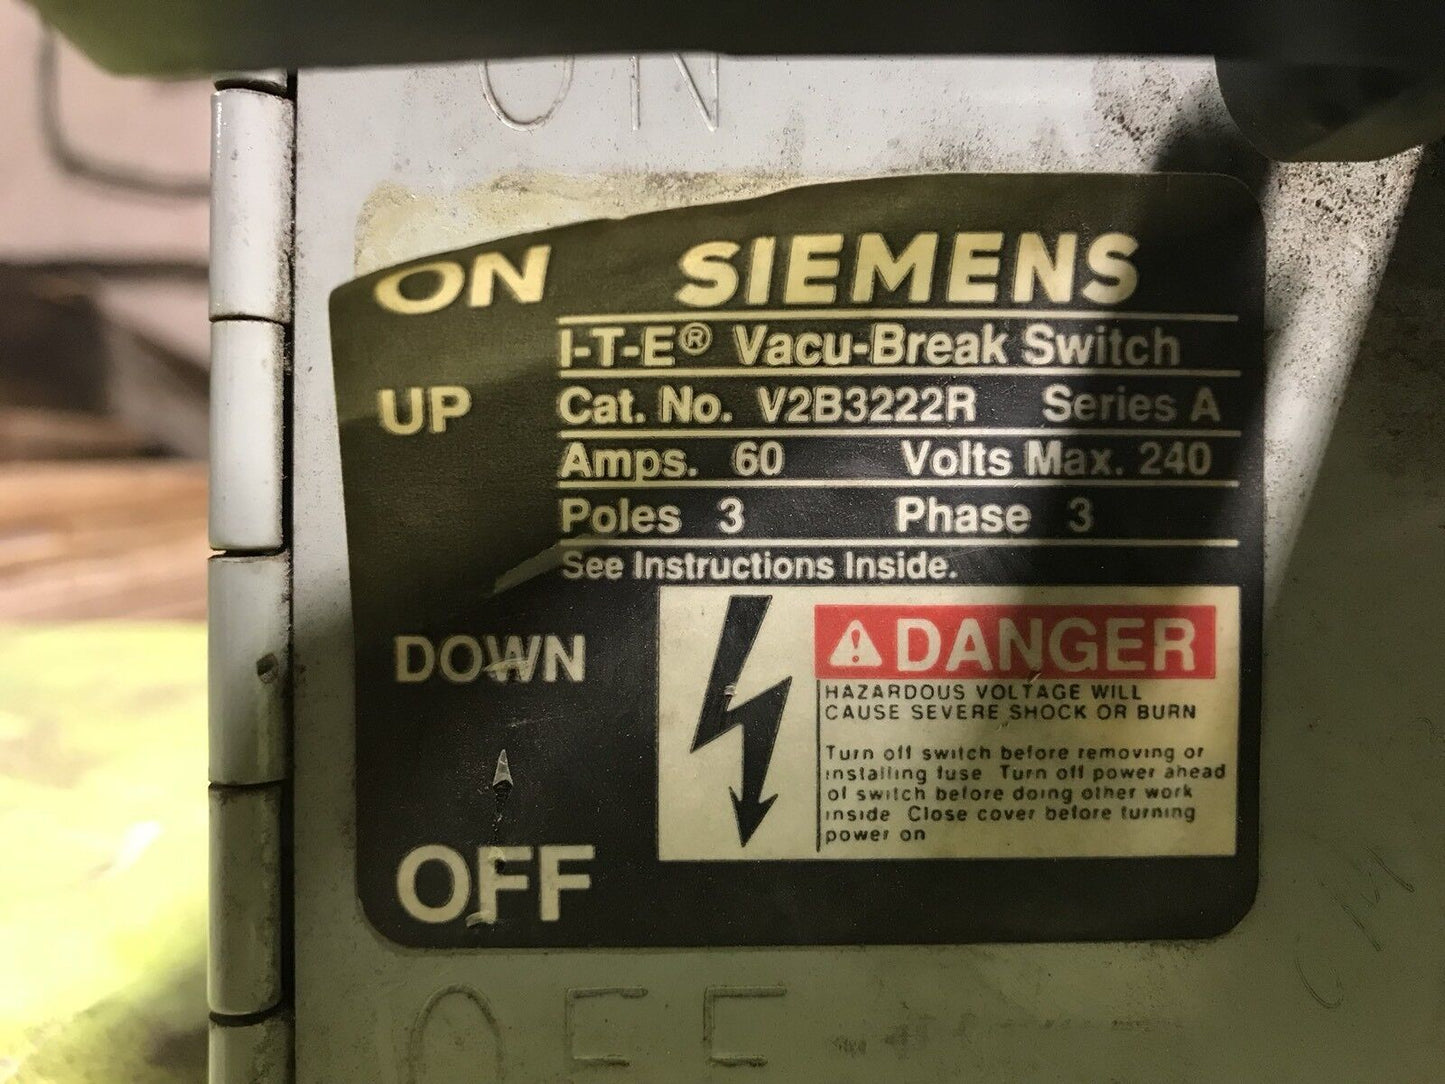 ON
ON SIEMENS
I-T-E® Vacu-Break Switch
UP Cat. No. V2B3222R Series A
Amps. 60 Volts Max. 240
Poles 3 Phase 3
See Instructions Inside.
DOWN
DANGER
HAZARDOUS VOLTAGE WILL
CAUSE SEVERE SHOCK OR BURN
Turn off switch before removing or
installing fuse Turn off power ahead
of switch before doing other work
inside Close cover before turning
power on
OFF
OFF